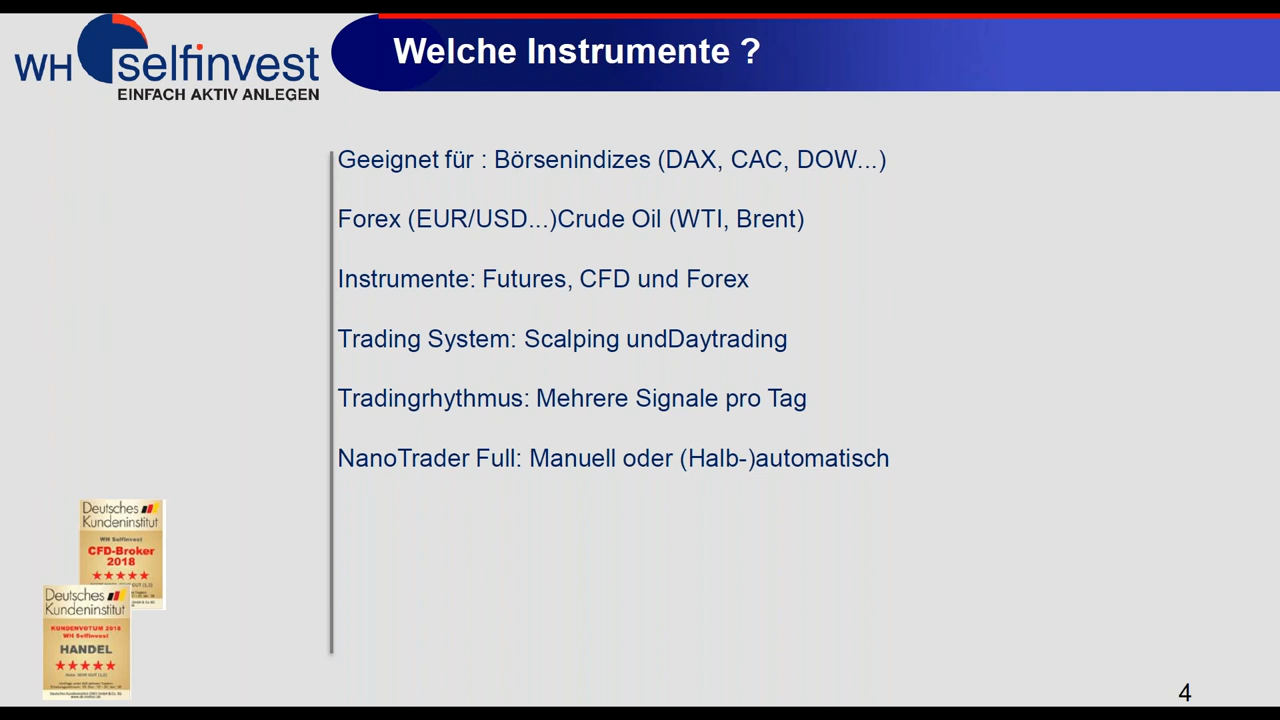 WH selfinvest
EINFACH AKTIV ANLEGEN
Welche Instrumente ?
Geeignet für : Börsenindizes (DAX, CAC, DOW...)
Forex (EUR/USD...)Crude Oil (WTI, Brent)
Instrumente: Futures, CFD und Forex
Trading System: Scalping undDaytrading
Tradingrhythmus: Mehrere Signale pro Tag
NanoTrader Full: Manuell oder (Halb-)automatisch
Deutsches
Kundeninstitut
WH Selfinvest
CFD-Broker
2018
Deutsches
Kundeninstitut
KUNDENVOTUM 2018
WH Selfinvest
HANDEL
4